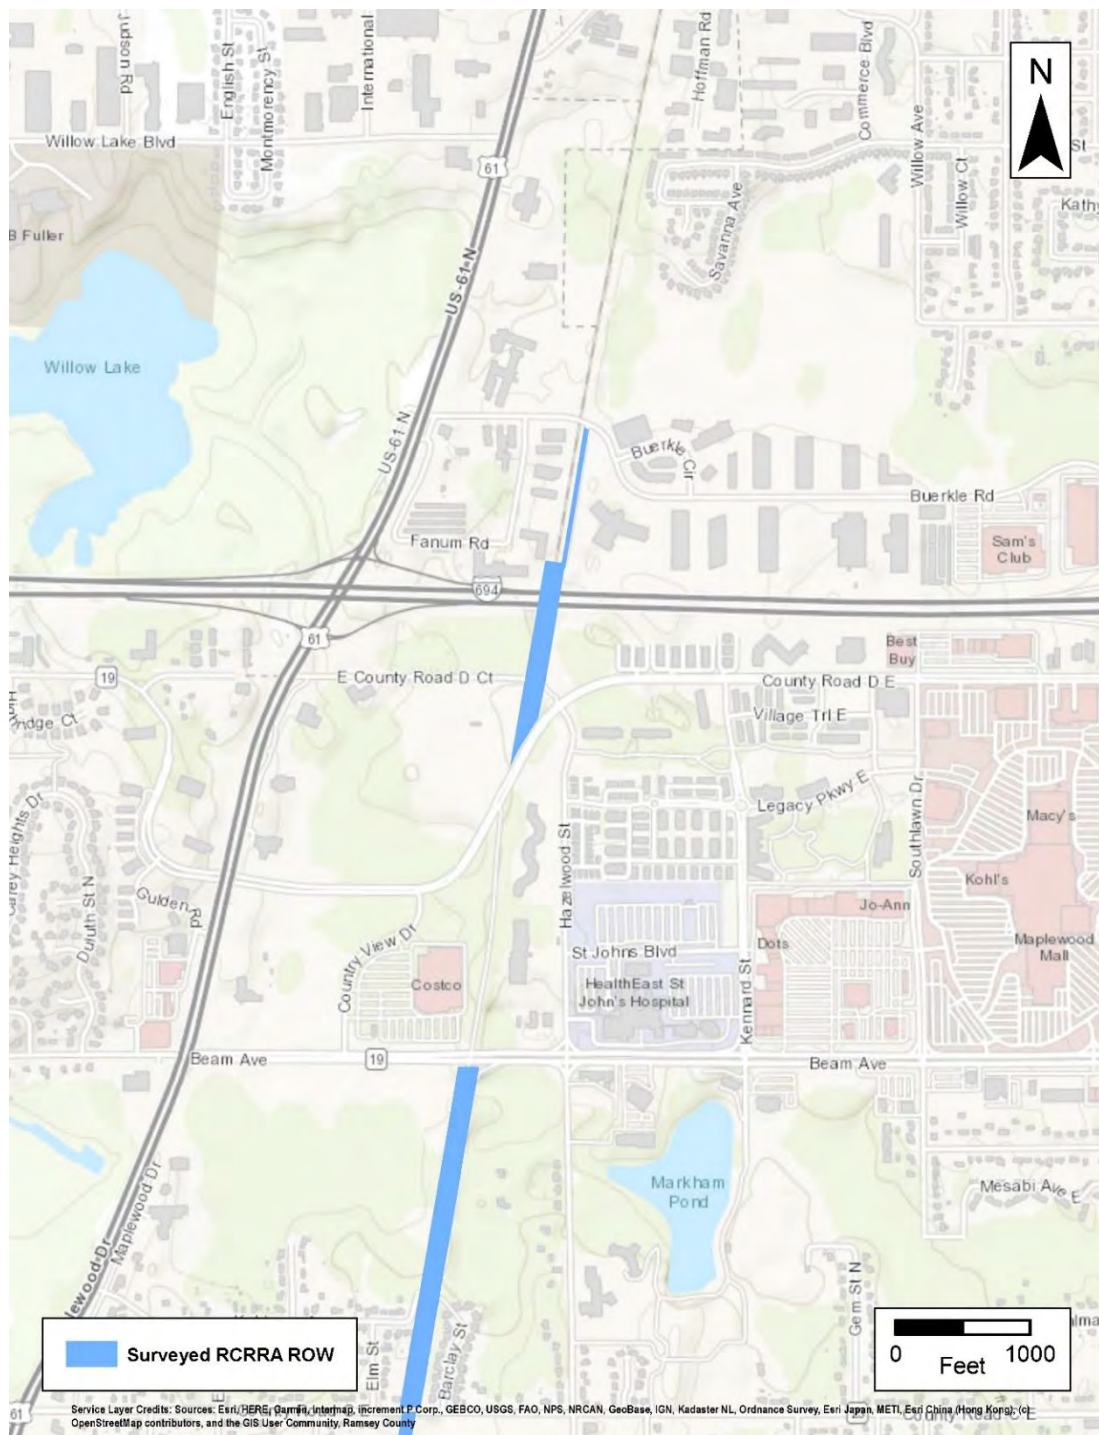 Judson Rd
English St
Montmorency St
International
Hoffman Rd
Commerce Blvd
Willow Ave
N
Willow Lake Blvd
61
St
Willow Ct
B Fuller
US-61 N
Savanna Ave
Kathy
Willow Lake
US-61 N
Buerkle Cir
Buerkle Rd
Fanum Rd
Sam's
Club
694
61
Best
Buy
19
E County Road D Ct
County Road D E
Village Trl E
Legacy Pkwy E
Southlawn Dr
Macy's
Heights Dr
Hazelwood St
Kohl's
Gulden Rd
Jo-Ann
Duluth St N
Country View Dr
St Johns Blvd
Dots
Maplewood
Mall
Costco
HealthEast St
John's Hospital
Kennard St
Beam Ave
19
Beam Ave
Markham
Pond
Mesabi Ave E
Maplewood Dr
lewood Dr
Gem St N
Surveyed RCRRA ROW
Elm St
Barclay St
0 1000
Feet
Service Layer Credits: Sources: Esri, HERE, Garmin, Intermap, increment P Corp., GEBCO, USGS, FAO, NPS, NRCAN, GeoBase, IGN, Kadaster NL, Ordnance Survey, Esri Japan, METI, Esri China (Hong Kong), (c)
OpenStreetMap contributors, and the GIS User Community, Ramsey County
61
County Road C E